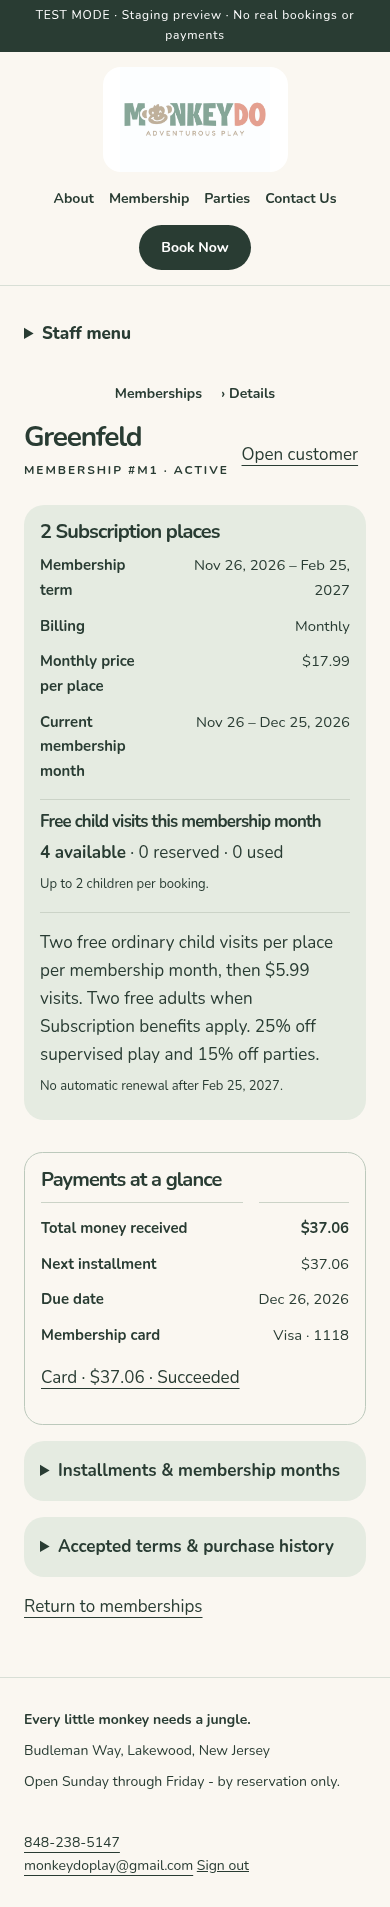 TEST MODE · Staging preview · No real bookings or
payments
MONKEYDO
ADVENTUROUS PLAY
About Membership Parties Contact Us
Book Now
▶ Staff menu
Memberships › Details
Greenfeld
MEMBERSHIP #M1 · ACTIVE
Open customer
2 Subscription places
Membership term Nov 26, 2026 – Feb 25, 2027
Billing Monthly
Monthly price per place $17.99
Current membership month Nov 26 – Dec 25, 2026
Free child visits this membership month
4 available · 0 reserved · 0 used
Up to 2 children per booking.
Two free ordinary child visits per place
per membership month, then $5.99
visits. Two free adults when
Subscription benefits apply. 25% off
supervised play and 15% off parties.
No automatic renewal after Feb 25, 2027.
Payments at a glance
Total money received $37.06
Next installment $37.06
Due date Dec 26, 2026
Membership card Visa · 1118
Card · $37.06 · Succeeded
▶ Installments & membership months
▶ Accepted terms & purchase history
Return to memberships
Every little monkey needs a jungle.
Budleman Way, Lakewood, New Jersey
Open Sunday through Friday - by reservation only.
848-238-5147
monkeydoplay@gmail.com Sign out